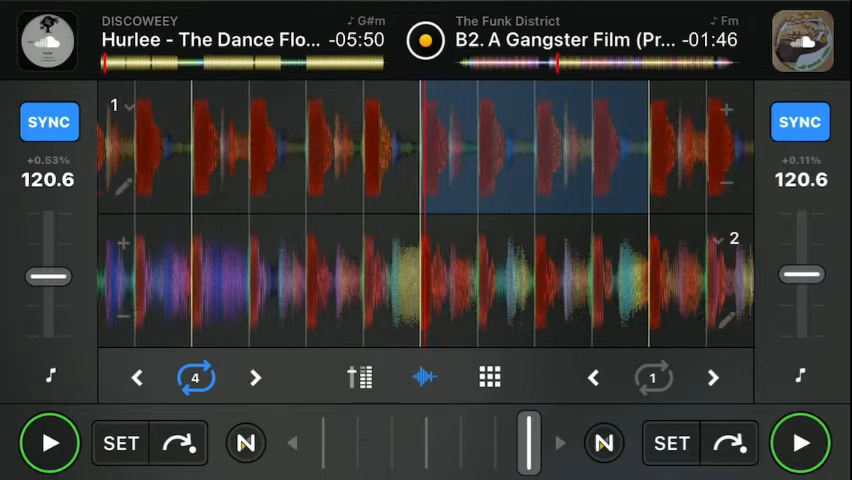 DISCOWEEY
♪ G#m
Hurlee - The Dance Flo... -05:50
The Funk District
♪ Fm
B2. A Gangster Film (Pr... -01:46
SYNC
+0.53%
120.6
1
2
SYNC
+0.11%
120.6
4
1
SET
N
N
SET